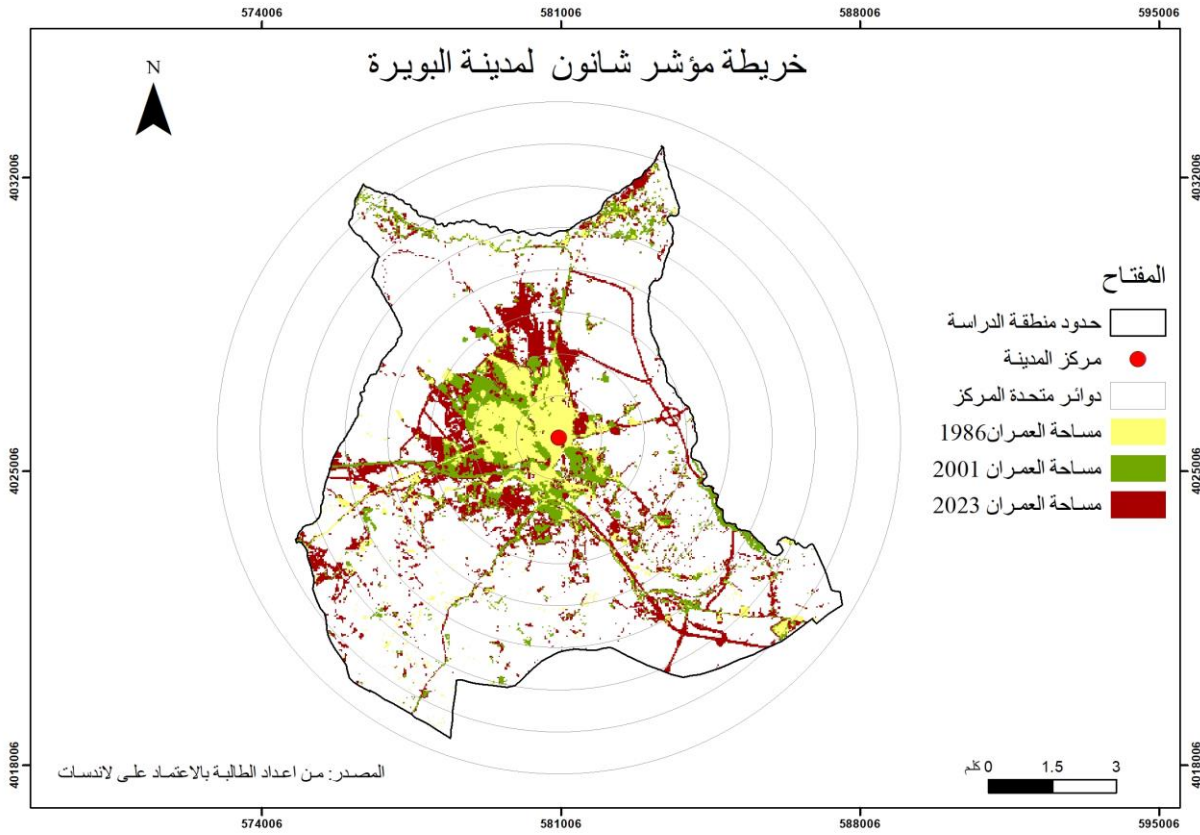 574006 581006 588006 595006
خريطة مؤشر شانون لمدينة البويرة
N
4032006 4032006
المفتاح
حدود منطقة الدراسة
مركز المدينة
دوائر متحدة المركز
مساحة العمران1986
4025006 4025006
مساحة العمران 2001
مساحة العمران 2023
المصدر: من اعداد الطالبة بالاعتماد على لاندسات
كلم 0 1.5 3
4018006 4018006
574006 581006 588006 595006